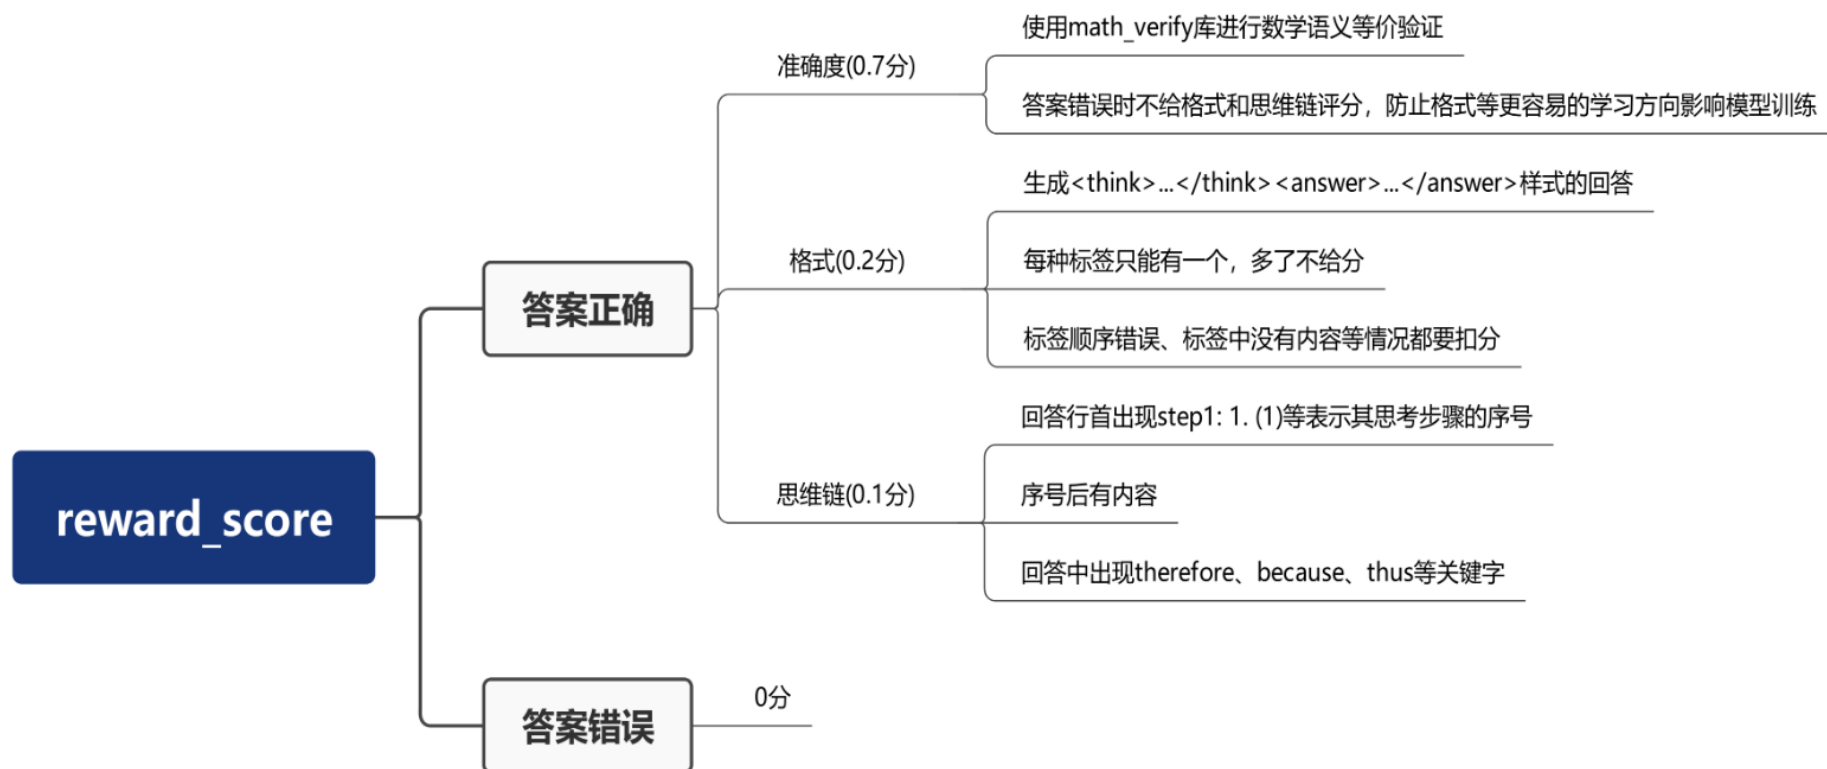 使用math_verify库进行数学语义等价验证
准确度(0.7分)
答案错误时不给格式和思维链评分，防止格式等更容易的学习方向影响模型训练
生成<think>...</think><answer>...</answer>样式的回答
格式(0.2分)
每种标签只能有一个，多了不给分
答案正确
标签顺序错误、标签中没有内容等情况都要扣分
回答行首出现step1: 1. (1)等表示其思考步骤的序号
思维链(0.1分)
序号后有内容
reward_score
回答中出现therefore、because、thus等关键字
0分
答案错误